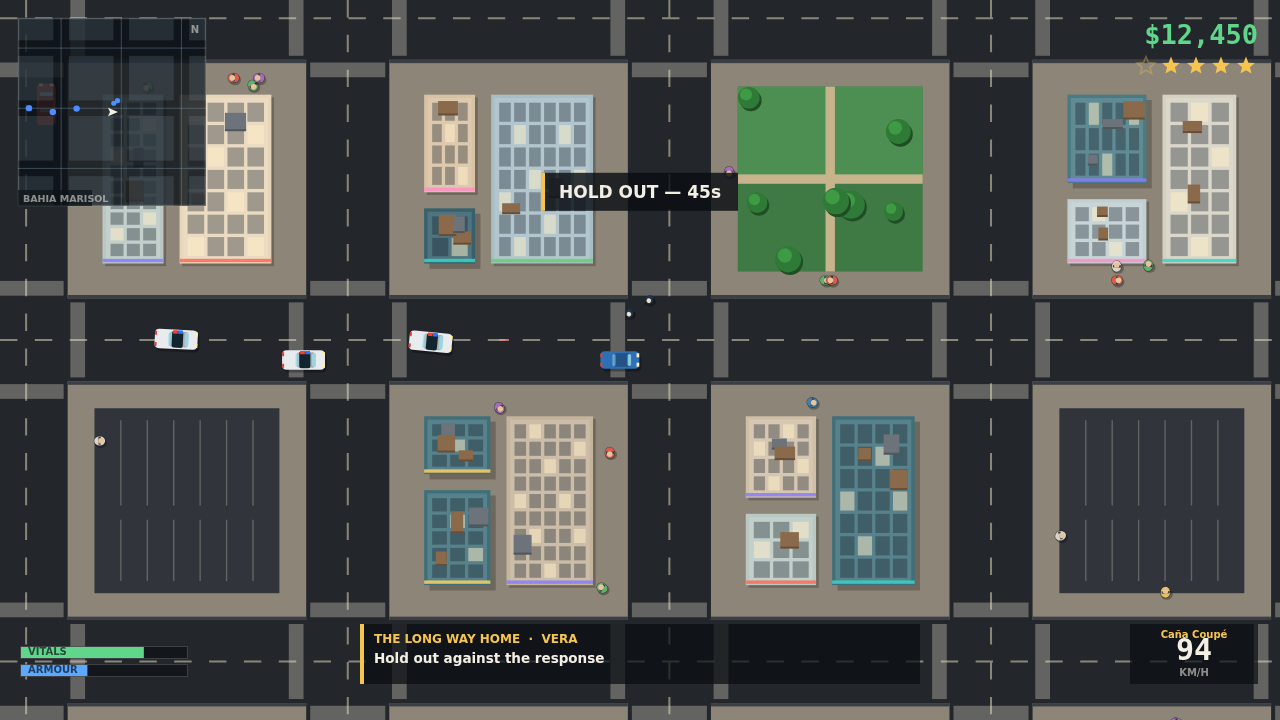 N
$12,450
BAHIA MARISOL
HOLD OUT — 45s
VITALS
ARMOUR
THE LONG WAY HOME · VERA
Hold out against the response
Caña Coupé
94
KM/H